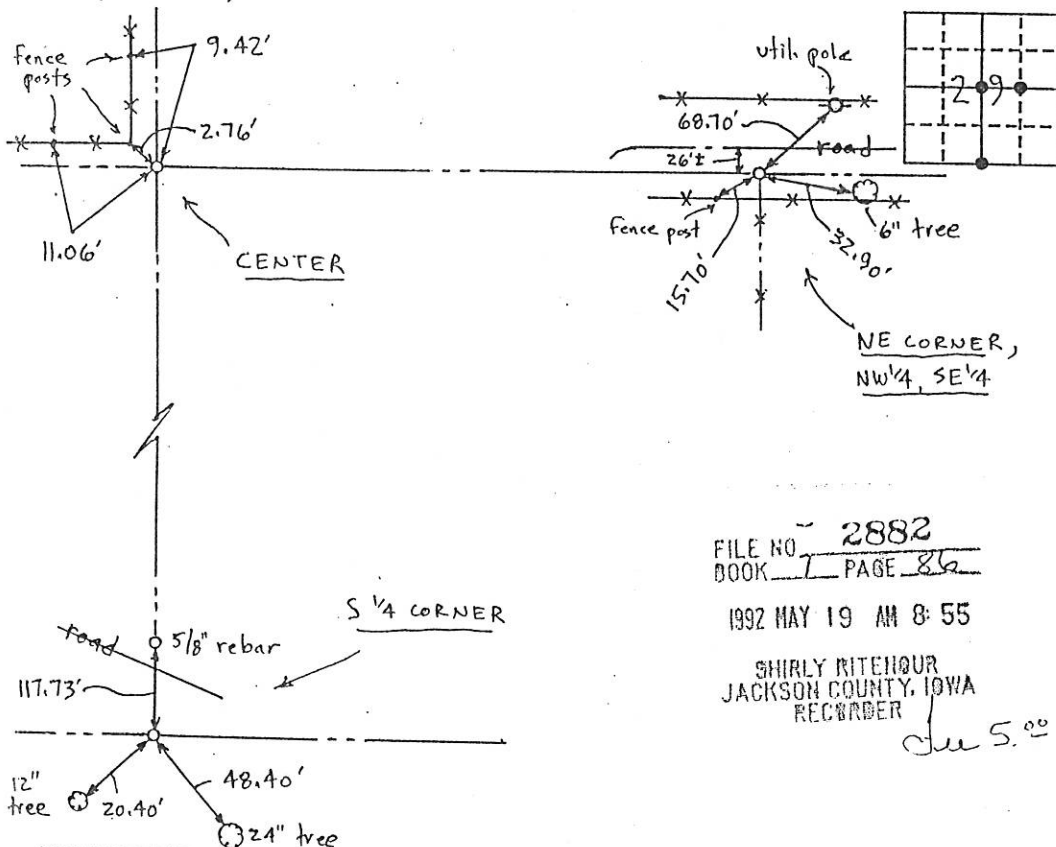 fence
posts
9.42'
2.76'
11.06'
CENTER
util. pole
68.70'
road
26'±
fence post
6" tree
15.70'
32.90'
NE CORNER,
NW¼, SE¼
29
S ¼ CORNER
road
5/8" rebar
117.73'
12"
tree
20.40'
48.40'
24" tree
FILE NO 2882
BOOK 1 PAGE 86
1992 MAY 19 AM 8:55
SHIRLY RITENOUR
JACKSON COUNTY, IOWA
RECORDER
5.00